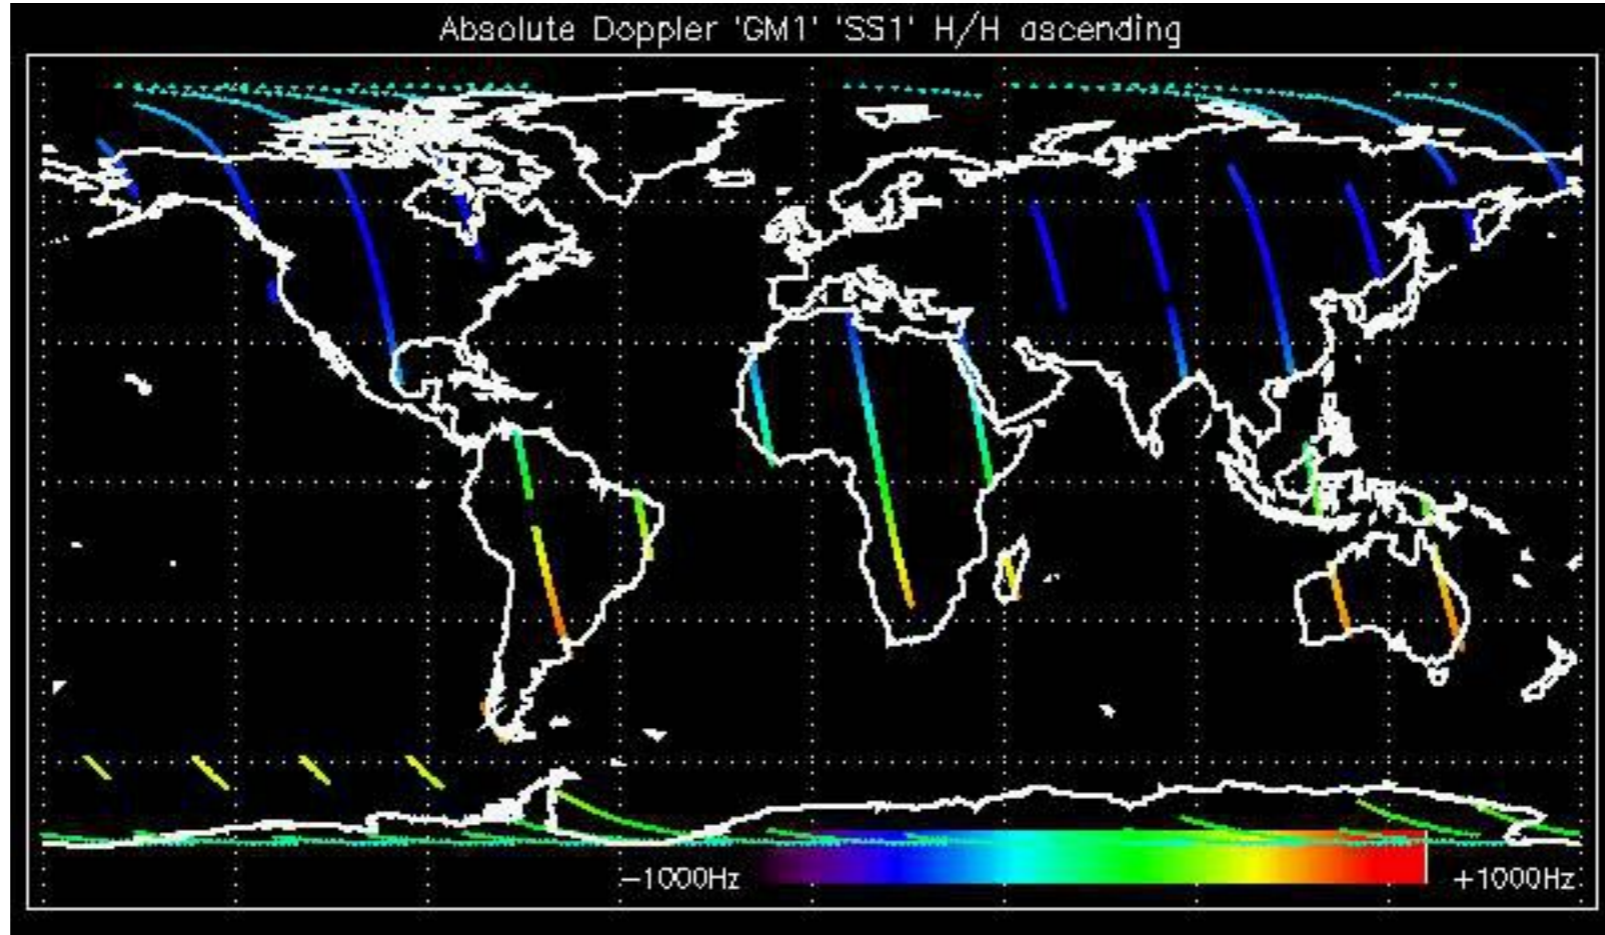 Absolute Doppler 'GM1' 'SS1' H/H ascending
−1000Hz +1000Hz